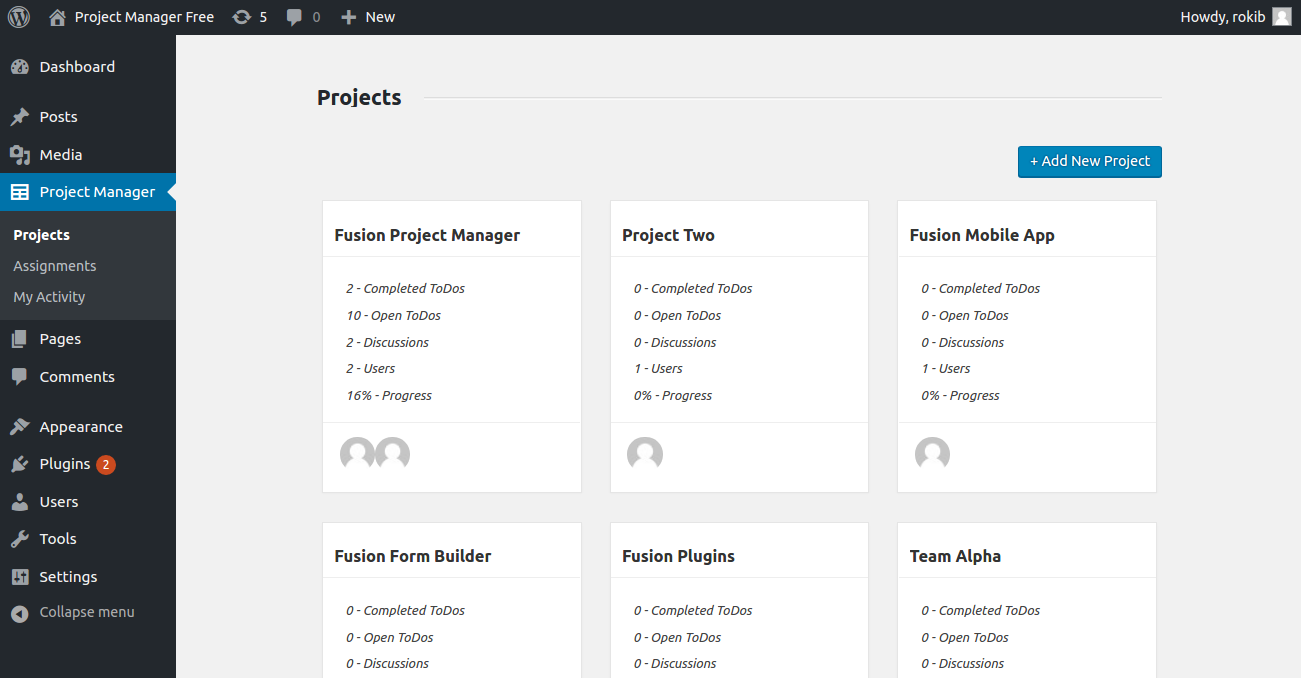 Project Manager Free 5 0 New Howdy, rokib
Dashboard
Posts
Media
Project Manager
Projects
Assignments
My Activity
Pages
Comments
Appearance
Plugins 2
Users
Tools
Settings
Collapse menu
Projects
+ Add New Project
Fusion Project Manager
2 - Completed ToDos
10 - Open ToDos
2 - Discussions
2 - Users
16% - Progress
Project Two
0 - Completed ToDos
0 - Open ToDos
0 - Discussions
1 - Users
0% - Progress
Fusion Mobile App
0 - Completed ToDos
0 - Open ToDos
0 - Discussions
1 - Users
0% - Progress
Fusion Form Builder
0 - Completed ToDos
0 - Open ToDos
0 - Discussions
Fusion Plugins
0 - Completed ToDos
0 - Open ToDos
0 - Discussions
Team Alpha
0 - Completed ToDos
0 - Open ToDos
0 - Discussions